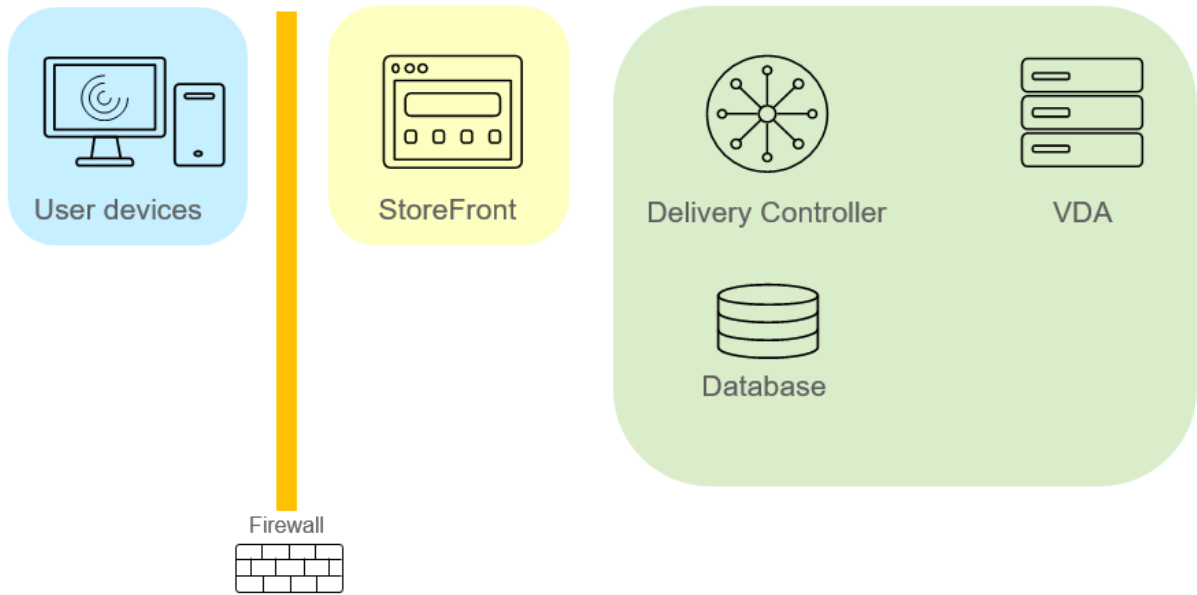 User devices
StoreFront
Delivery Controller
VDA
Database
Firewall